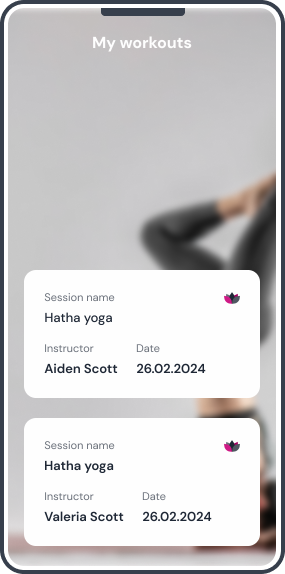 My workouts
Session name
Hatha yoga
Instructor Date
Aiden Scott 26.02.2024
Session name
Hatha yoga
Instructor Date
Valeria Scott 26.02.2024